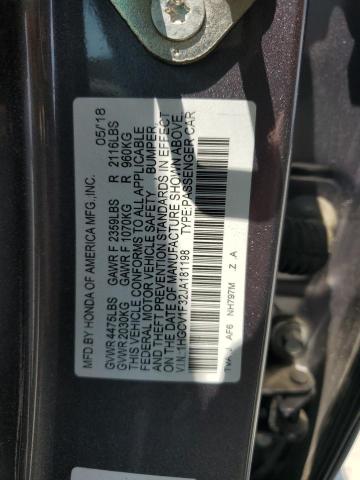 MFD. BY HONDA OF AMERICA MFG.,INC. 05/18
GVWR 4475LBS GAWR F 2359LBS R 2116LBS
GVWR 2030KG GAWR F 1070KG R 960KG
THIS VEHICLE CONFORMS TO ALL APPLICABLE
FEDERAL MOTOR VEHICLE SAFETY, BUMPER,
AND THEFT PREVENTION STANDARDS IN EFFECT
ON THE DATE OF MANUFACTURE SHOWN ABOVE.
V.I.N.: 1HGCV1F32JA181198 TYPE:PASSENGER CAR
TVA J AF6 NH797M Z A